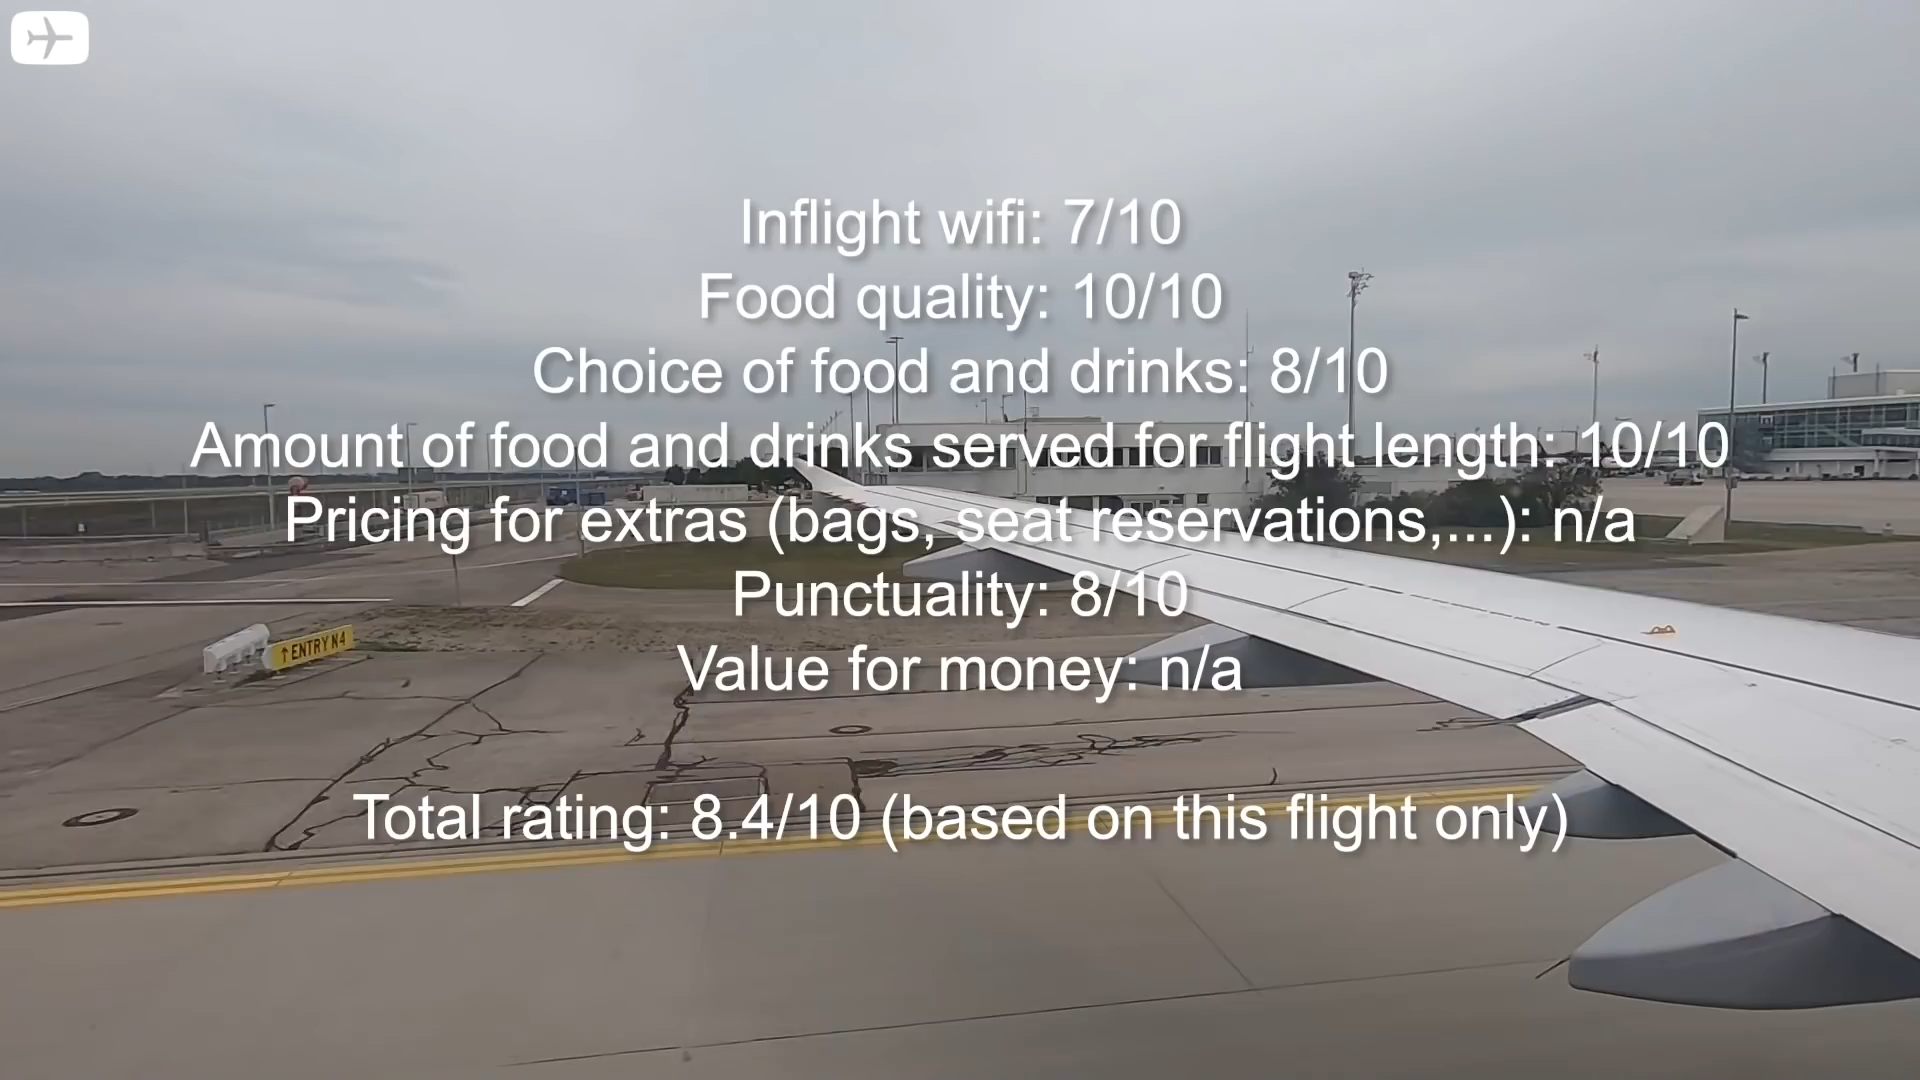 Inflight wifi: 7/10
Food quality: 10/10
Choice of food and drinks: 8/10
Amount of food and drinks served for flight length: 10/10
Pricing for extras (bags, seat reservations,...): n/a
Punctuality: 8/10
↑ENTRY N4
Value for money: n/a
Total rating: 8.4/10 (based on this flight only)